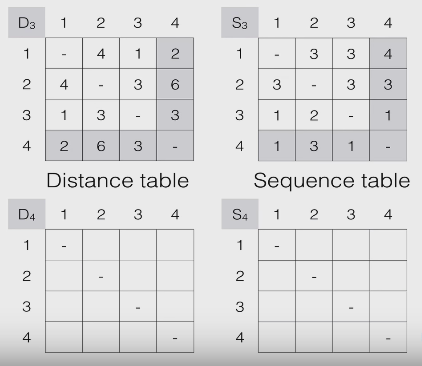 D3 1 2 3 4 S3 1 2 3 4
1 - 4 1 2 1 - 3 3 4
2 4 - 3 6 2 3 - 3 3
3 1 3 - 3 3 1 2 - 1
4 2 6 3 - 4 1 3 1 -
Distance table Sequence table
D4 1 2 3 4 S4 1 2 3 4
1 - 1 -
2 - 2 -
3 - 3 -
4 - 4 -